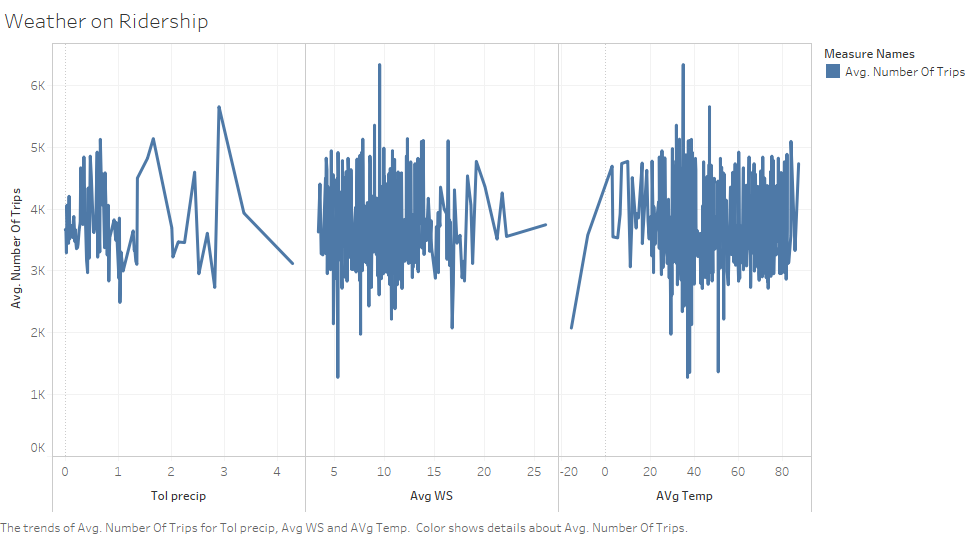 Weather on Ridership
Measure Names
Avg. Number Of Trips
6K
5K
4K
3K
2K
1K
0K
Avg. Number Of Trips
0 1 2 3 4
5 10 15 20 25
-20 0 20 40 60 80
Tol precip
Avg WS
AVg Temp
The trends of Avg. Number Of Trips for Tol precip, Avg WS and AVg Temp. Color shows details about Avg. Number Of Trips.